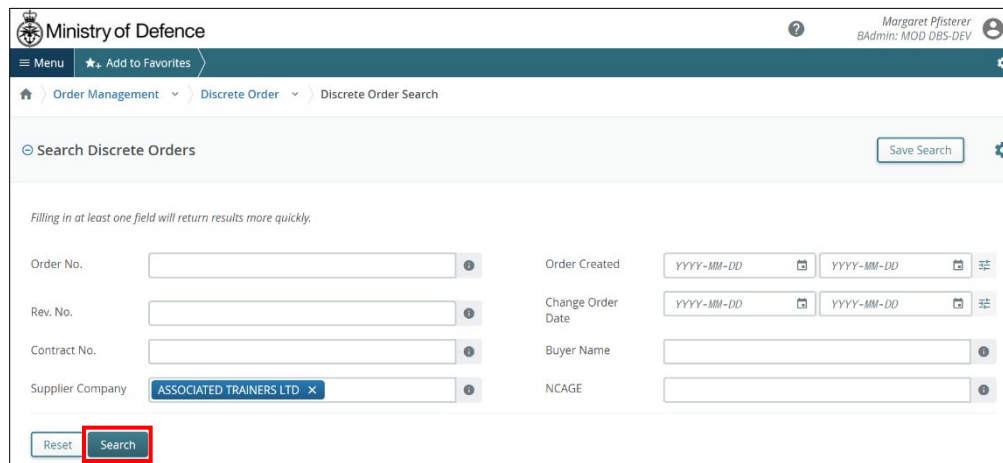 Ministry of Defence
Margaret Pfisterer
BAdmin: MOD DBS-DEV
Menu
Add to Favorites
Order Management
Discrete Order
Discrete Order Search
Search Discrete Orders
Save Search
Filling in at least one field will return results more quickly.
Order No.
Order Created
YYYY-MM-DD
YYYY-MM-DD
Rev. No.
Change Order
Date
YYYY-MM-DD
YYYY-MM-DD
Contract No.
Buyer Name
Supplier Company
ASSOCIATED TRAINERS LTD ×
NCAGE
Reset
Search